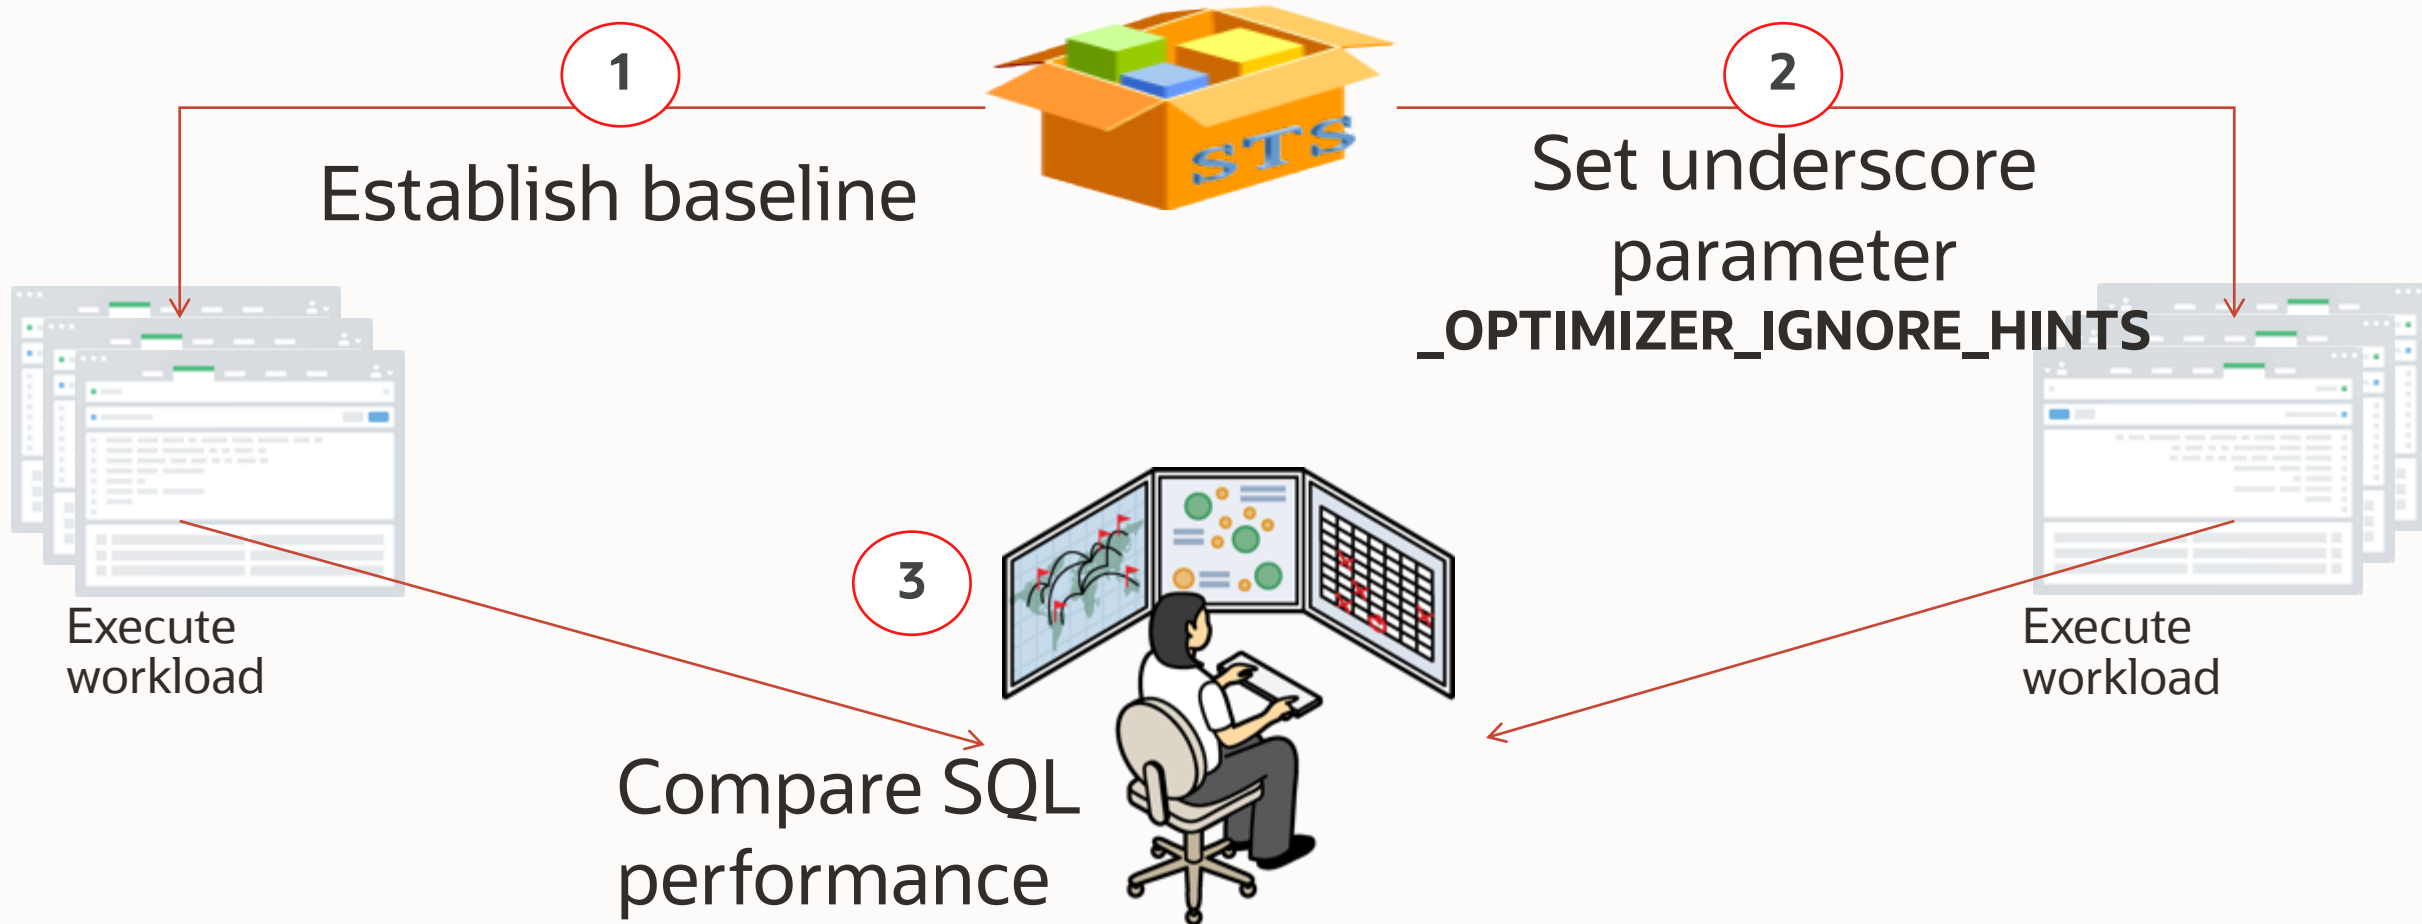 1
Establish baseline
STS
2
Set underscore
parameter
_OPTIMIZER_IGNORE_HINTS
Execute
workload
3
Execute
workload
Compare SQL
performance